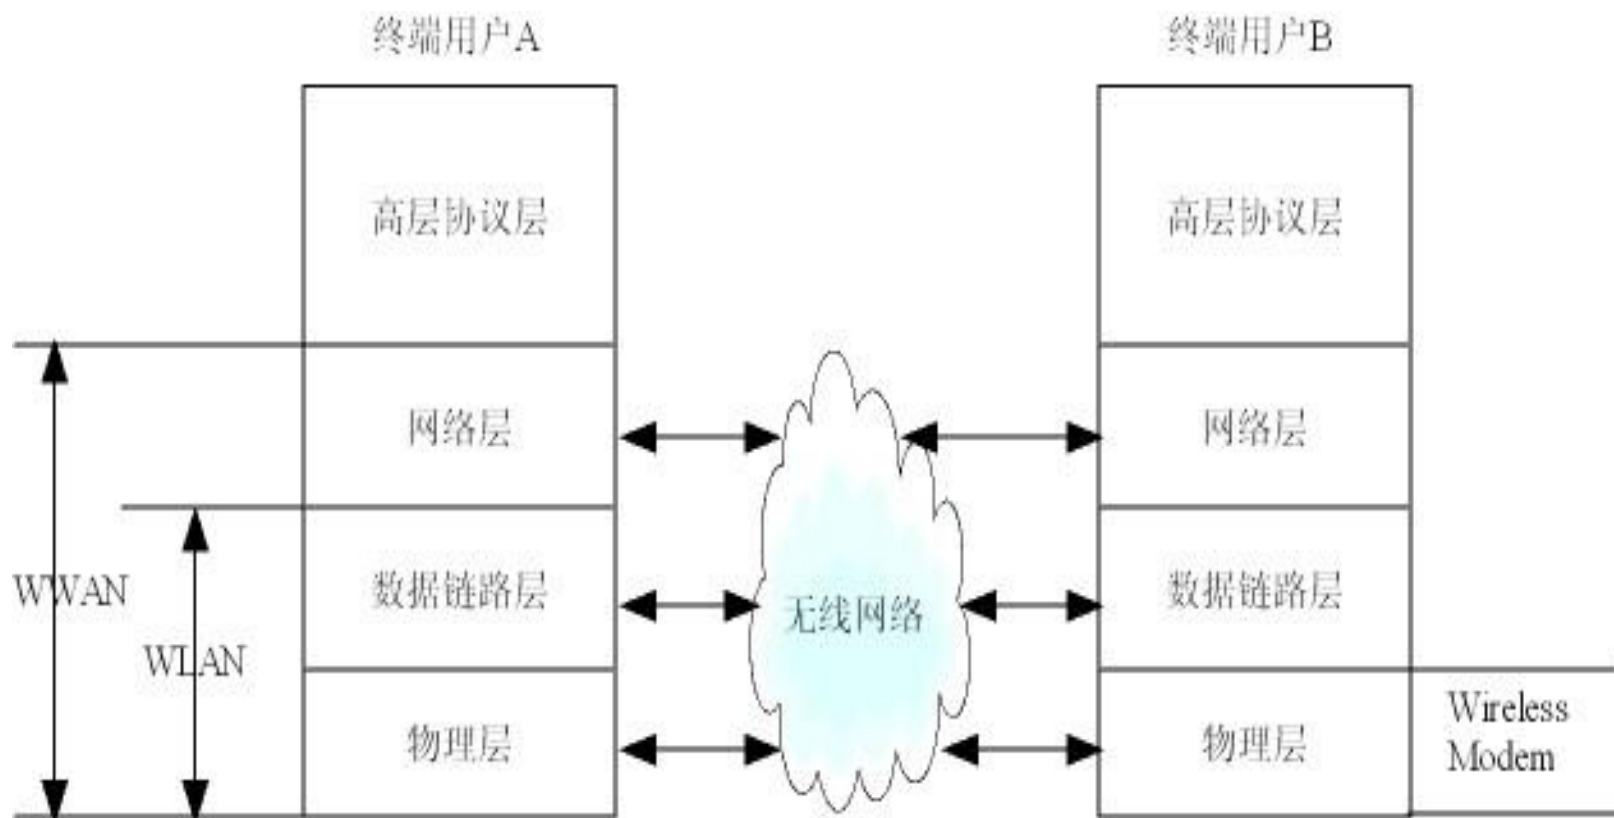 终端用户A
终端用户B
高层协议层
高层协议层
网络层
网络层
WWAN
数据链路层
无线网络
数据链路层
WLAN
物理层
物理层
Wireless
Modem